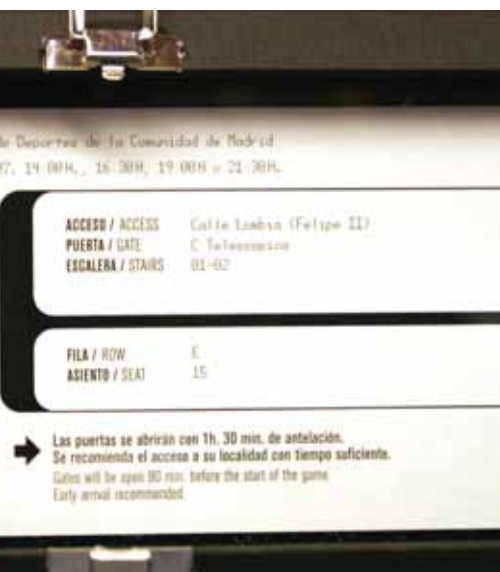 de Deportes de la Comunidad de Madrid
07. 14:00H., 16:30H, 19:00H y 21:30H.
ACCESO / ACCESS Calle Lombia (Felipe II)
PUERTA / GATE C Telescopica
ESCALERA / STAIRS 01-02
FILA / ROW E
ASIENTO / SEAT 15
Las puertas se abrirán con 1h. 30 min. de antelación.
Se recomienda el acceso a su localidad con tiempo suficiente.
Gates will be open 90 min. before the start of the game
Early arrival recommended.